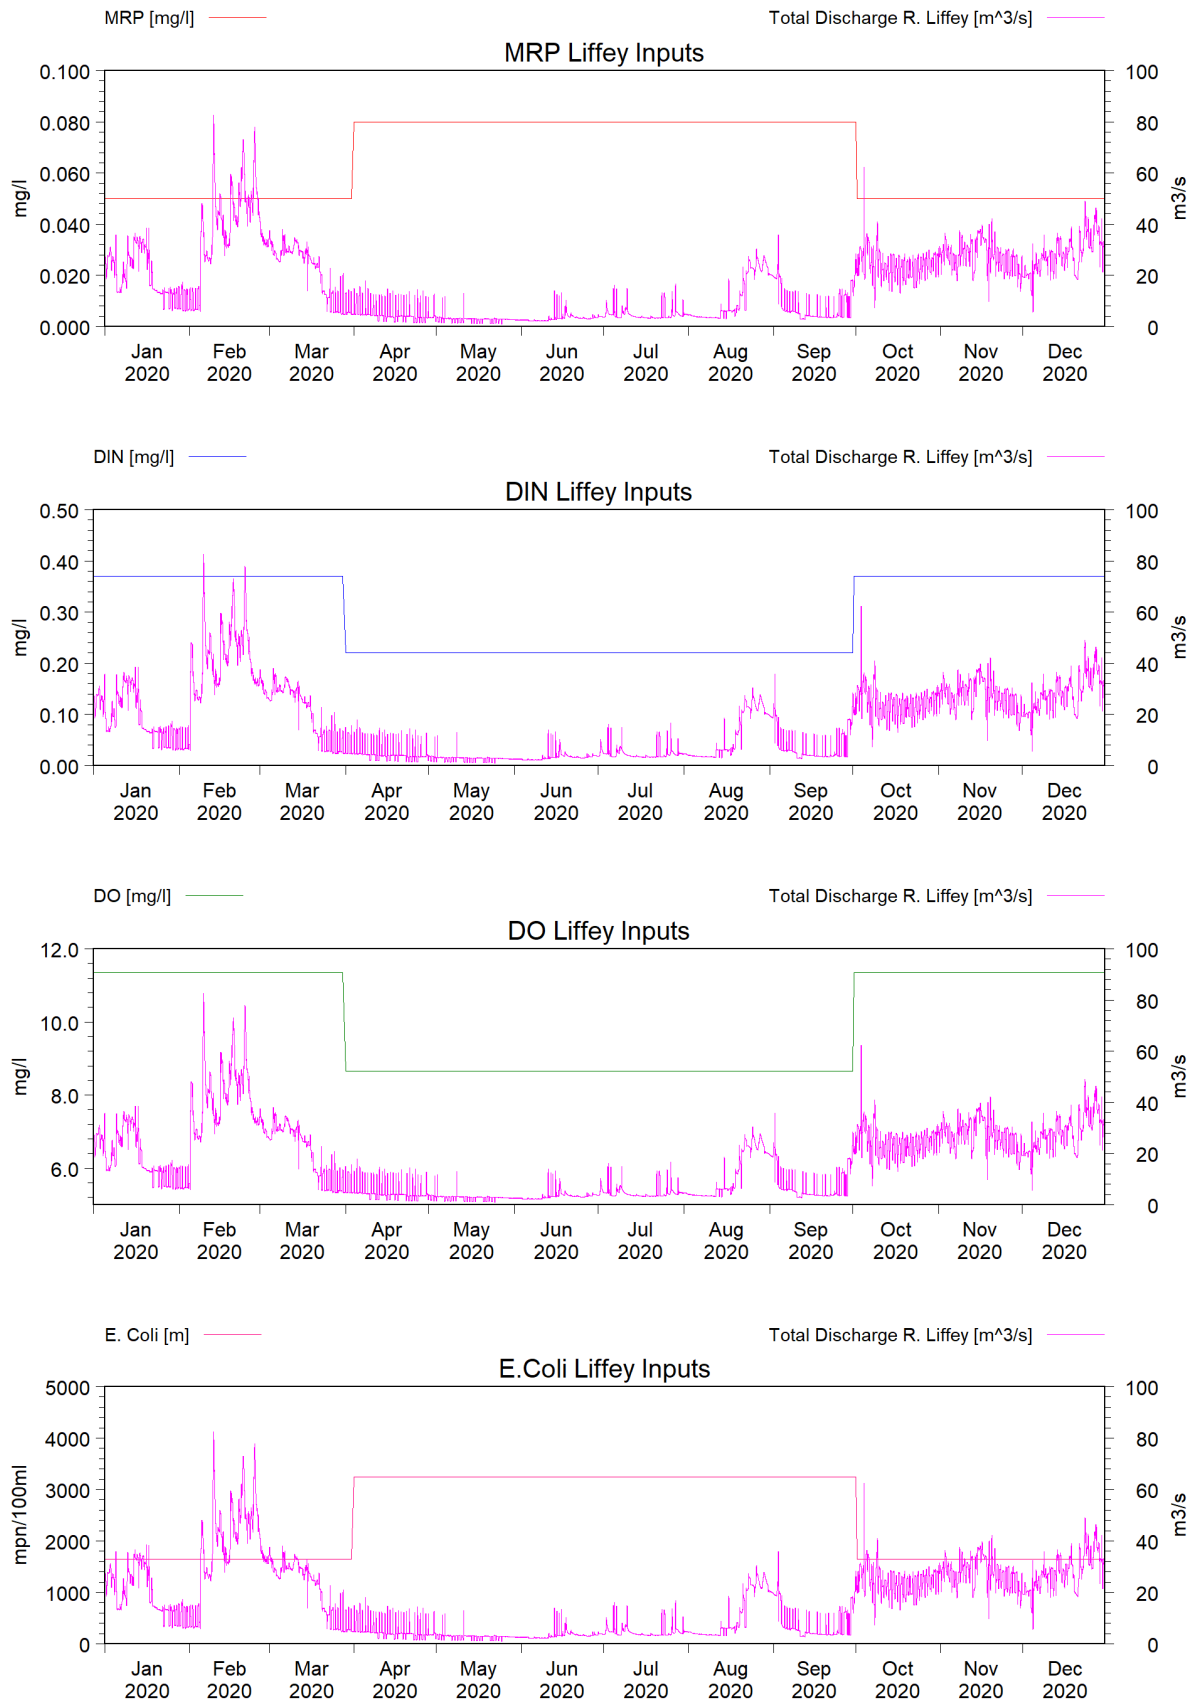 MRP [mg/l] Total Discharge R. Liffey [m^3/s]
MRP Liffey Inputs
0.100 100
0.080 80
0.060 60
0.040 40
0.020 20
0.000 0
mg/l
m3/s
Jan Feb Mar Apr May Jun Jul Aug Sep Oct Nov Dec
2020 2020 2020 2020 2020 2020 2020 2020 2020 2020 2020 2020
DIN [mg/l] Total Discharge R. Liffey [m^3/s]
DIN Liffey Inputs
0.50 100
0.40 80
0.30 60
0.20 40
0.10 20
0.00 0
mg/l
m3/s
Jan Feb Mar Apr May Jun Jul Aug Sep Oct Nov Dec
2020 2020 2020 2020 2020 2020 2020 2020 2020 2020 2020 2020
DO [mg/l] Total Discharge R. Liffey [m^3/s]
DO Liffey Inputs
12.0 100
80
10.0
60
8.0
40
20
6.0
0
mg/l
m3/s
Jan Feb Mar Apr May Jun Jul Aug Sep Oct Nov Dec
2020 2020 2020 2020 2020 2020 2020 2020 2020 2020 2020 2020
E. Coli [m] Total Discharge R. Liffey [m^3/s]
E.Coli Liffey Inputs
5000 100
4000 80
3000 60
2000 40
1000 20
0 0
mpn/100ml
m3/s
Jan Feb Mar Apr May Jun Jul Aug Sep Oct Nov Dec
2020 2020 2020 2020 2020 2020 2020 2020 2020 2020 2020 2020